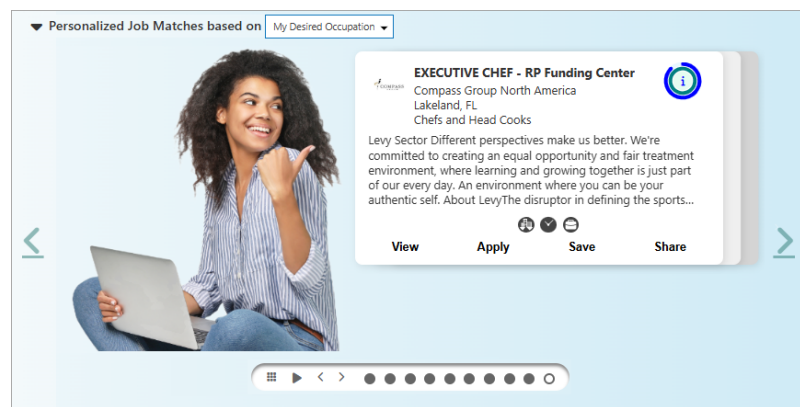 Personalized Job Matches based on My Desired Occupation
EXECUTIVE CHEF - RP Funding Center
COMPASS
Compass Group North America
Lakeland, FL
Chefs and Head Cooks
Levy Sector Different perspectives make us better. We're
committed to creating an equal opportunity and fair treatment
environment, where learning and growing together is just part
of our every day. An environment where you can be your
authentic self. About LevyThe disruptor in defining the sports...
View Apply Save Share